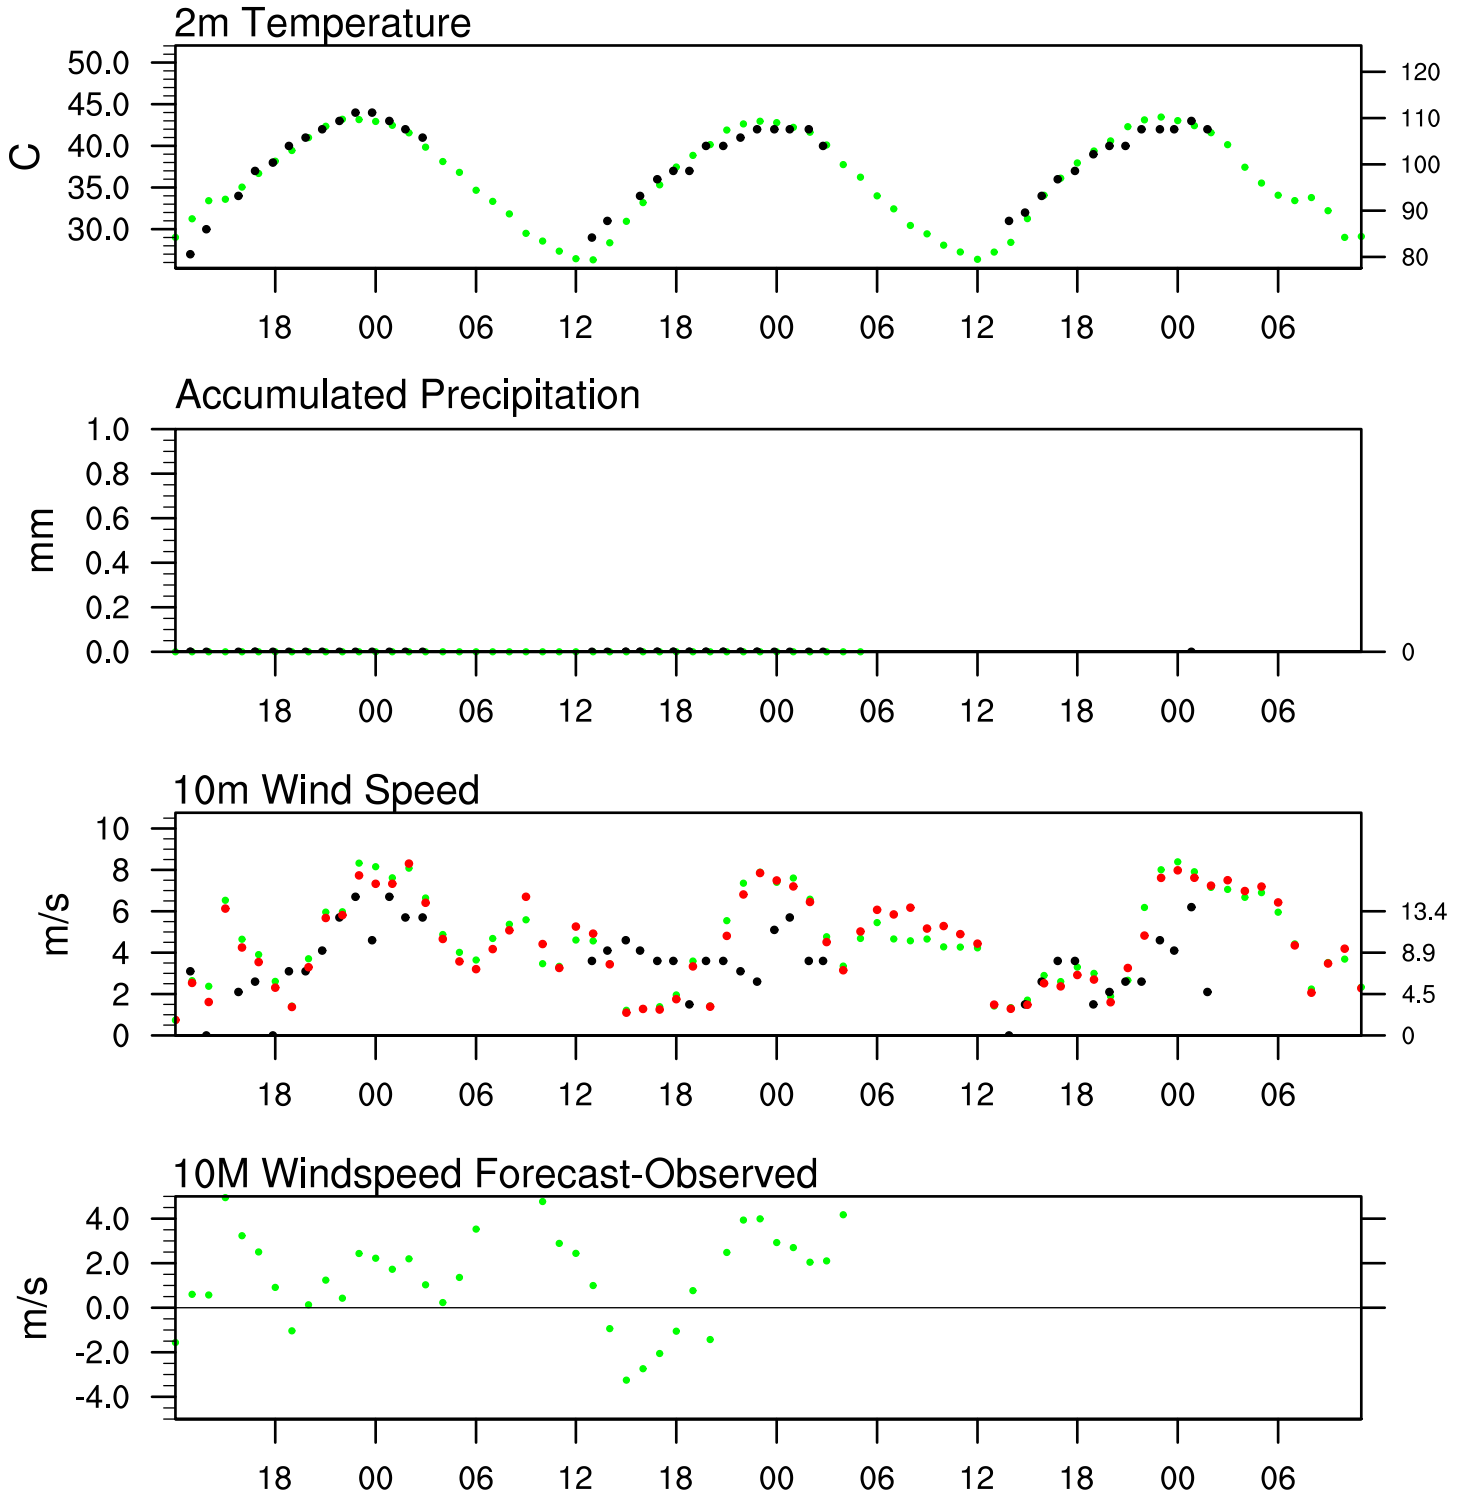 2m Temperature
50.0
45.0
40.0
35.0
30.0
C
120
110
100
90
80
18 00 06 12 18 00 06 12 18 00 06
Accumulated Precipitation
1.0
0.8
0.6
0.4
0.2
0.0
mm
0
18 00 06 12 18 00 06 12 18 00 06
10m Wind Speed
10
8
6
4
2
0
m/s
13.4
8.9
4.5
0
18 00 06 12 18 00 06 12 18 00 06
10M Windspeed Forecast-Observed
4.0
2.0
0.0
-2.0
-4.0
m/s
18 00 06 12 18 00 06 12 18 00 06